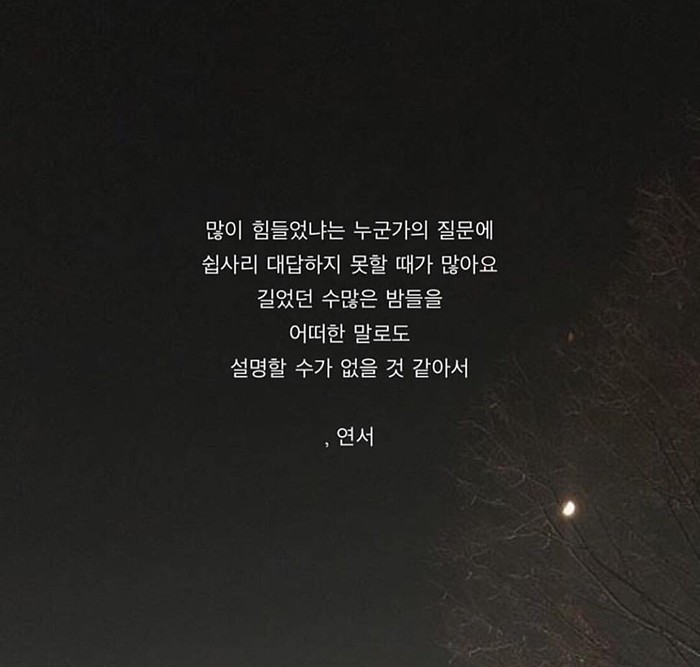 많이 힘들었냐는 누군가의 질문에
쉽사리 대답하지 못할 때가 많아요
길었던 수많은 밤들을
어떠한 말로도
설명할 수가 없을 것 같아서
, 연서